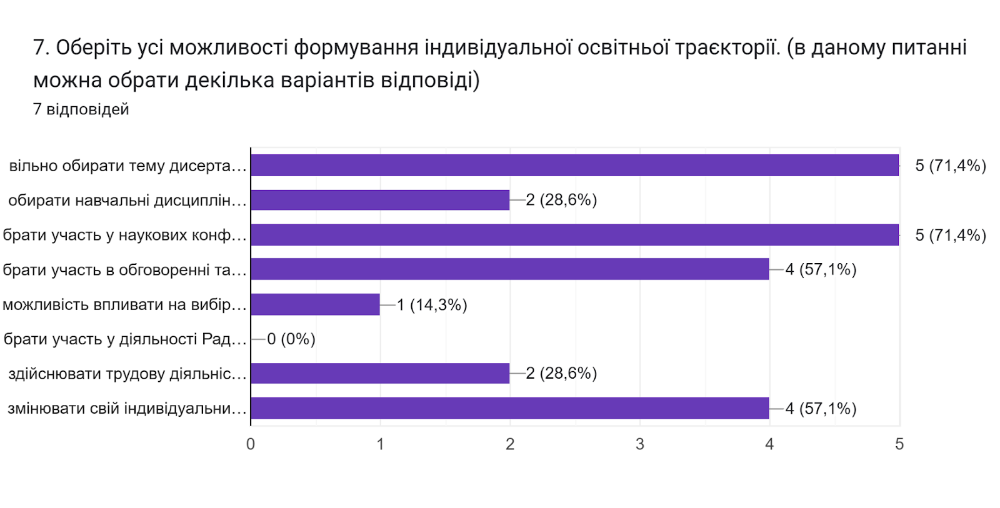 7. Оберіть усі можливості формування індивідуальної освітньої траєкторії. (в даному питанні
можна обрати декілька варіантів відповіді)
7 відповідей
вільно обирати тему дисерта… 5 (71,4%)
обирати навчальні дисциплін… 2 (28,6%)
брати участь у наукових конф… 5 (71,4%)
брати участь в обговоренні та… 4 (57,1%)
можливість впливати на вибір… 1 (14,3%)
брати участь у діяльності Рад… 0 (0%)
здійснювати трудову діяльніс… 2 (28,6%)
змінювати свій індивідуальни… 4 (57,1%)
0 1 2 3 4 5